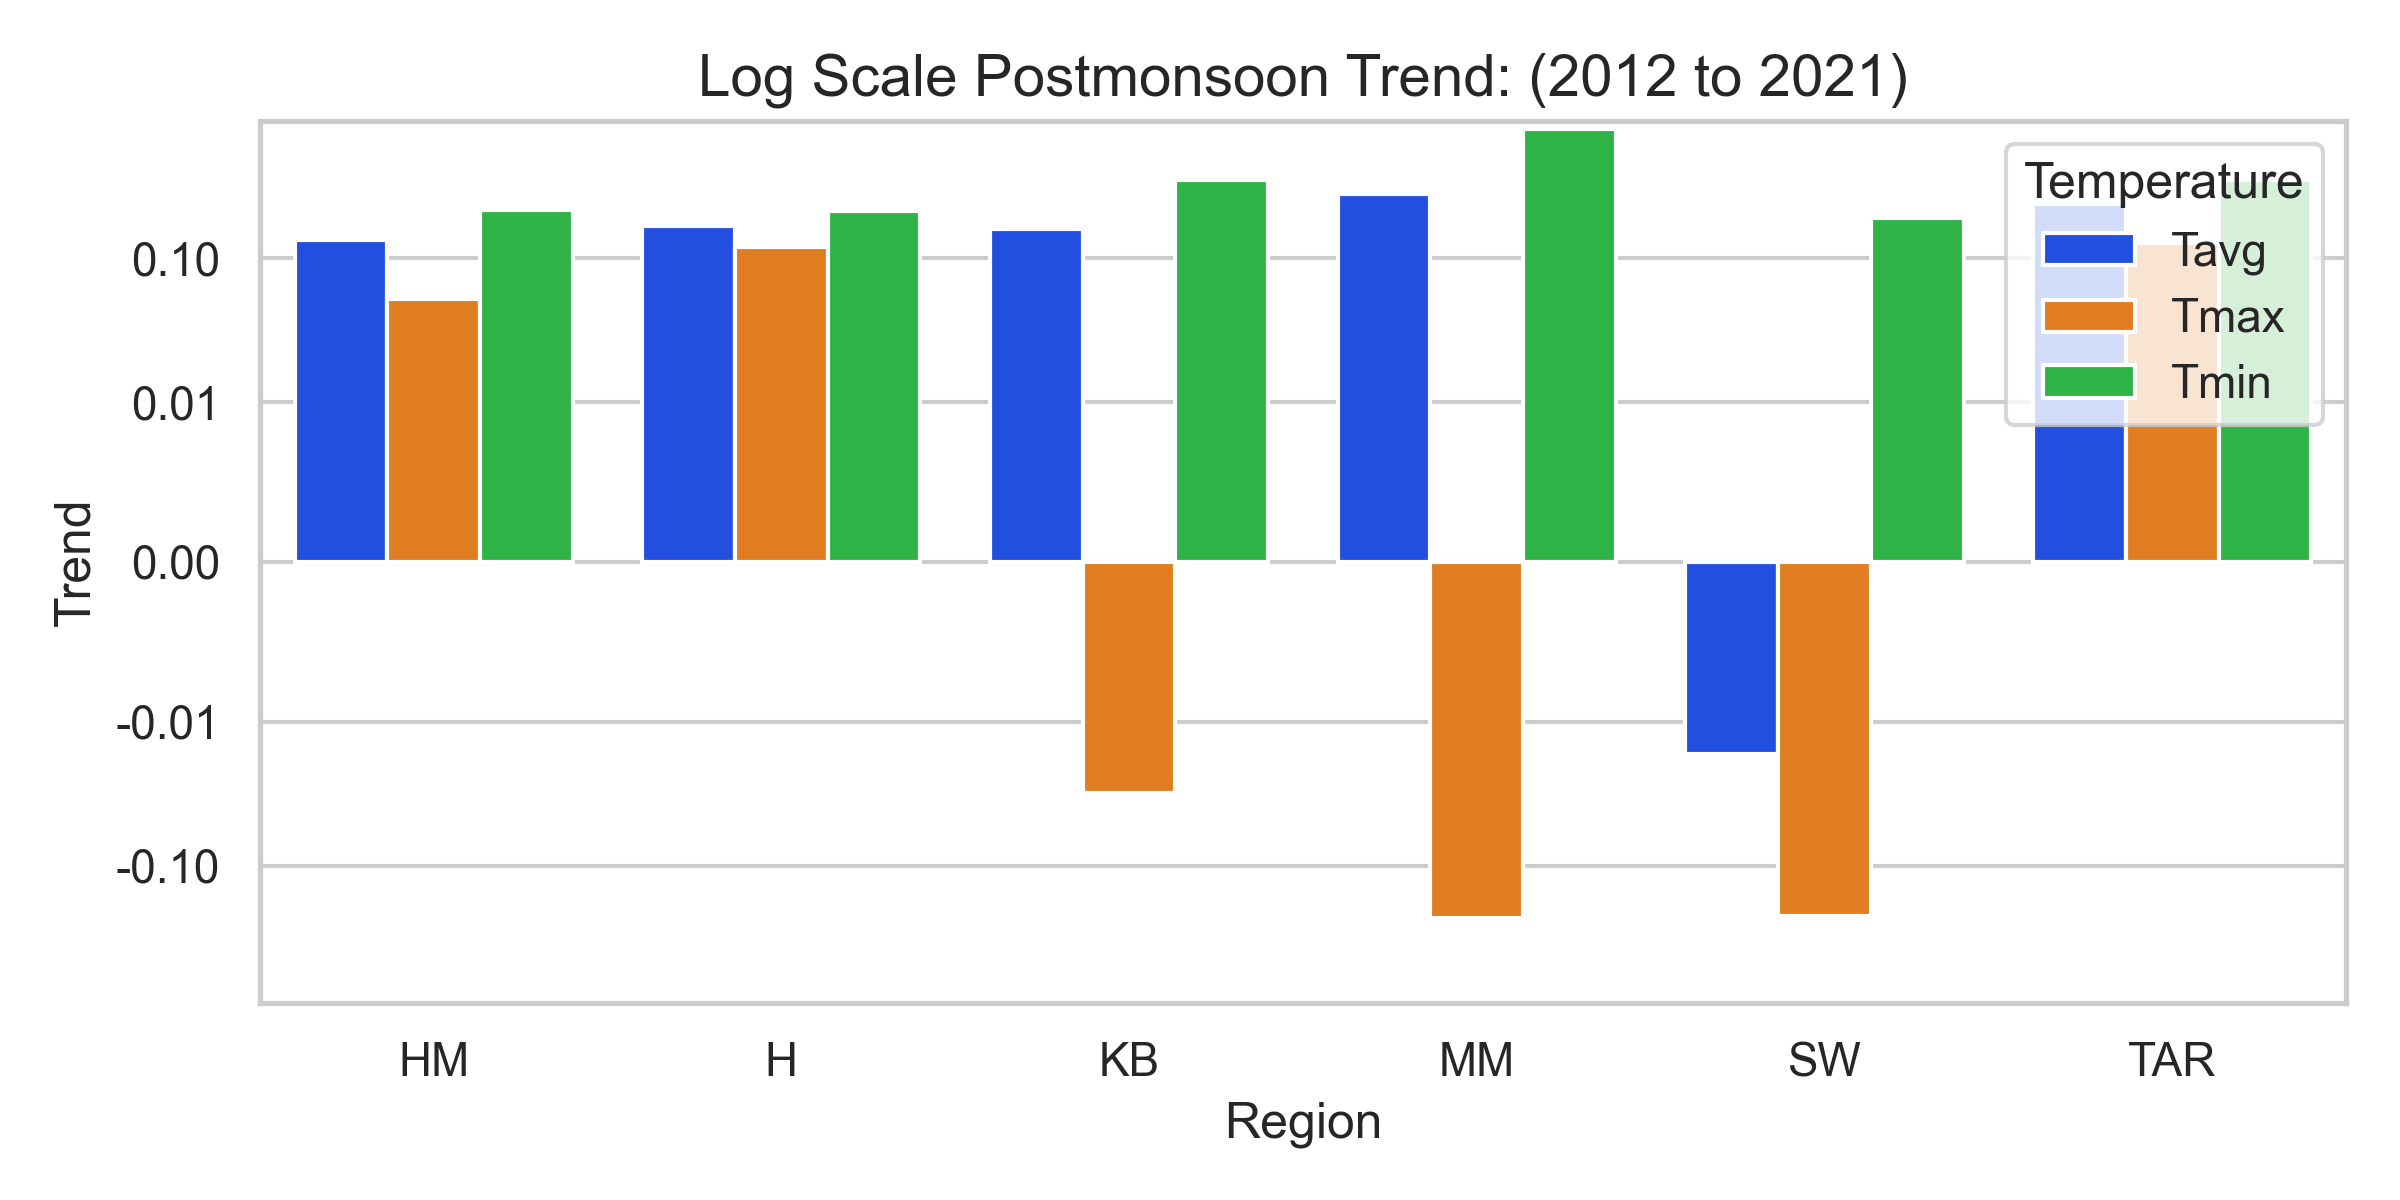 Log Scale Postmonsoon Trend: (2012 to 2021)
Temperature
Tavg
Tmax
Tmin
0.10
0.01
0.00
-0.01
-0.10
Trend
HM H KB MM SW TAR
Region